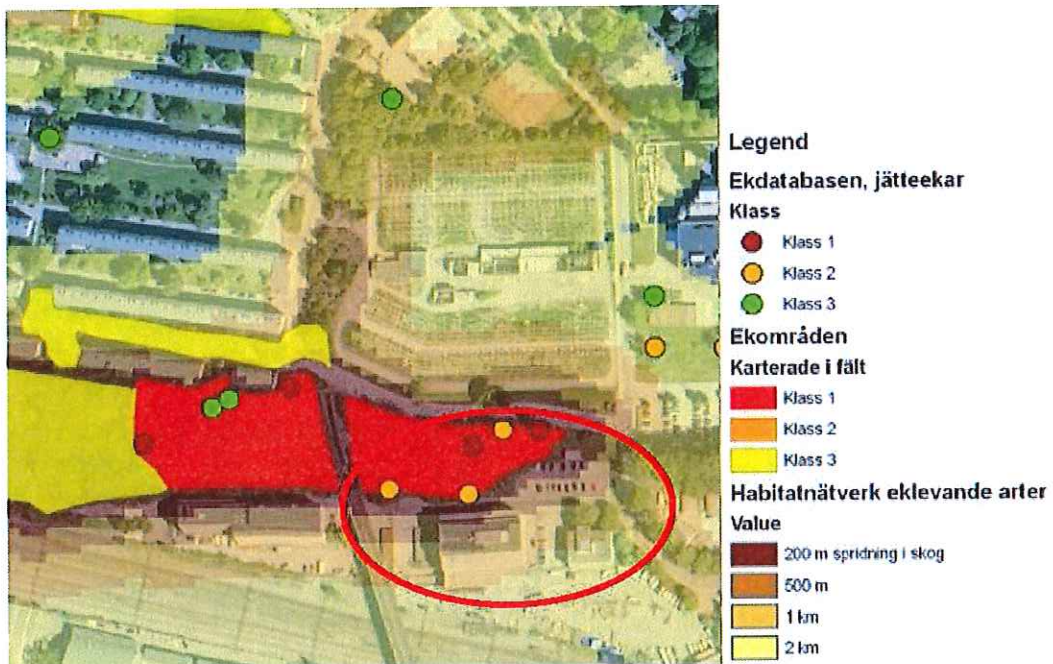 Legend
Ekdatabasen, jätteekar
Klass
Klass 1
Klass 2
Klass 3
Ekområden
Karterade i fält
Klass 1
Klass 2
Klass 3
Habitatnätverk eklevande arter
Value
200 m spridning i skog
500 m
1 km
2 km